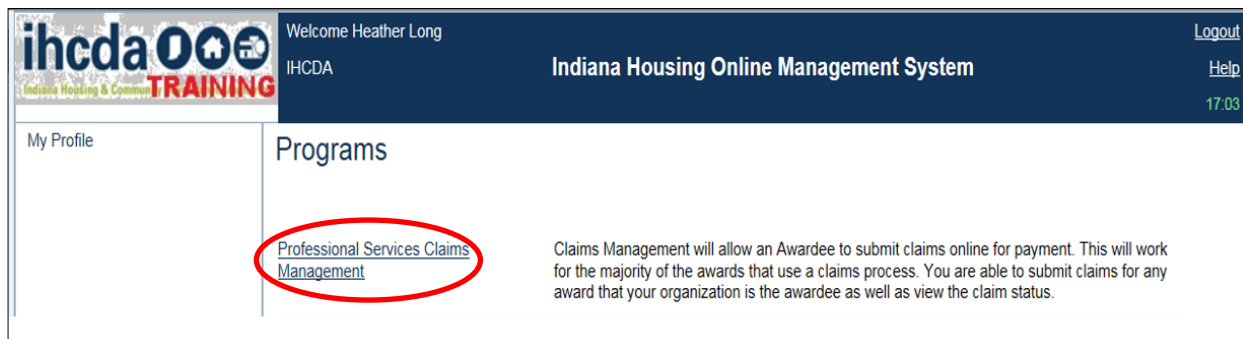 ihcda
TRAINING
Indiana Housing & Commun
Welcome Heather Long
IHCDA
Indiana Housing Online Management System
Logout
Help
17:03
My Profile
Programs
Professional Services Claims
Management
Claims Management will allow an Awardee to submit claims online for payment. This will work
for the majority of the awards that use a claims process. You are able to submit claims for any
award that your organization is the awardee as well as view the claim status.